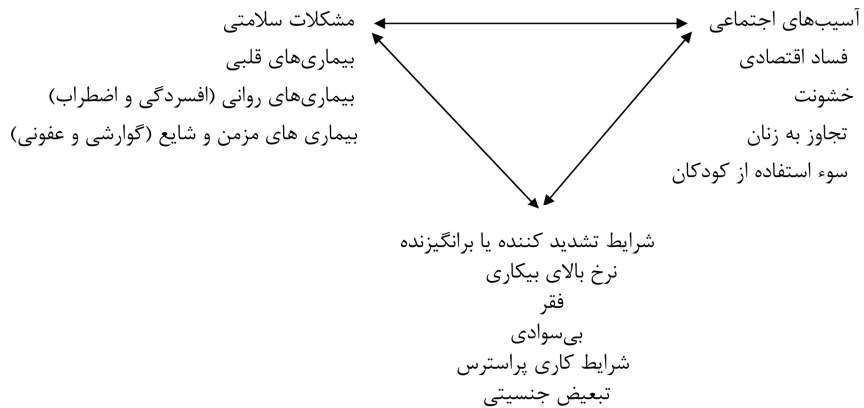 آسیب‌های اجتماعی
فساد اقتصادی
خشونت
تجاوز به زنان
سوء استفاده از کودکان
مشکلات سلامتی
بیماری‌های قلبی
بیماری‌های روانی (افسردگی و اضطراب)
بیماری های مزمن و شایع (گوارشی و عفونی)
شرایط تشدید کننده یا برانگیزنده
نرخ بالای بیکاری
فقر
بی‌سوادی
شرایط کاری پراسترس
تبعیض جنسیتی